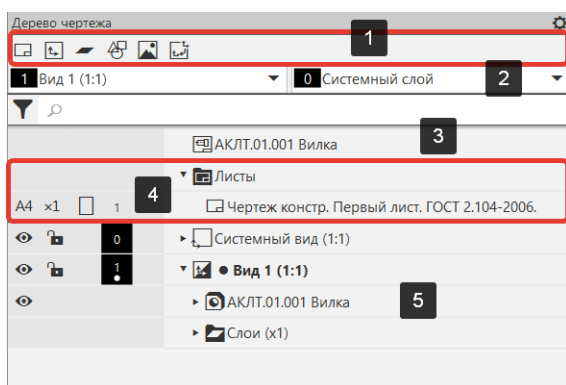 Дерево чертежа
1
1 Вид 1 (1:1) 0 Системный слой 2
АКЛТ.01.001 Вилка 3
Листы
A4 ×1 1 4 Чертеж констр. Первый лист. ГОСТ 2.104-2006.
0 Системный вид (1:1)
1 ● Вид 1 (1:1)
АКЛТ.01.001 Вилка 5
Слои (x1)